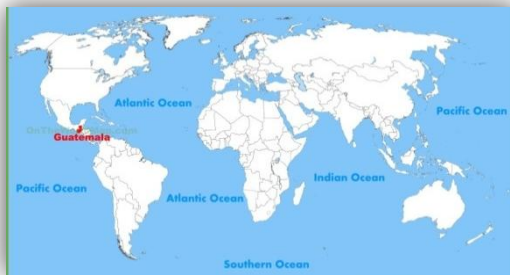 Atlantic Ocean
Pacific Ocean
Guatemala
Indian Ocean
Pacific Ocean
Atlantic Ocean
Southern Ocean